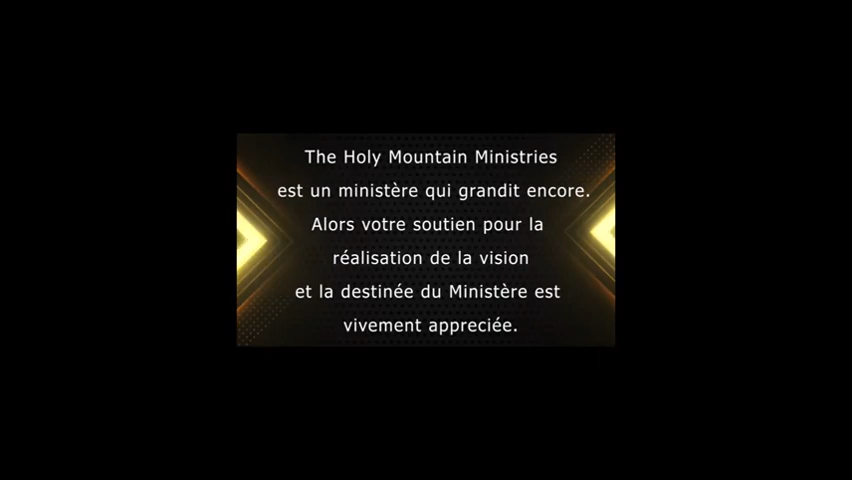 The Holy Mountain Ministries
est un ministère qui grandit encore.
Alors votre soutien pour la
réalisation de la vision
et la destinée du Ministère est
vivement appreciée.